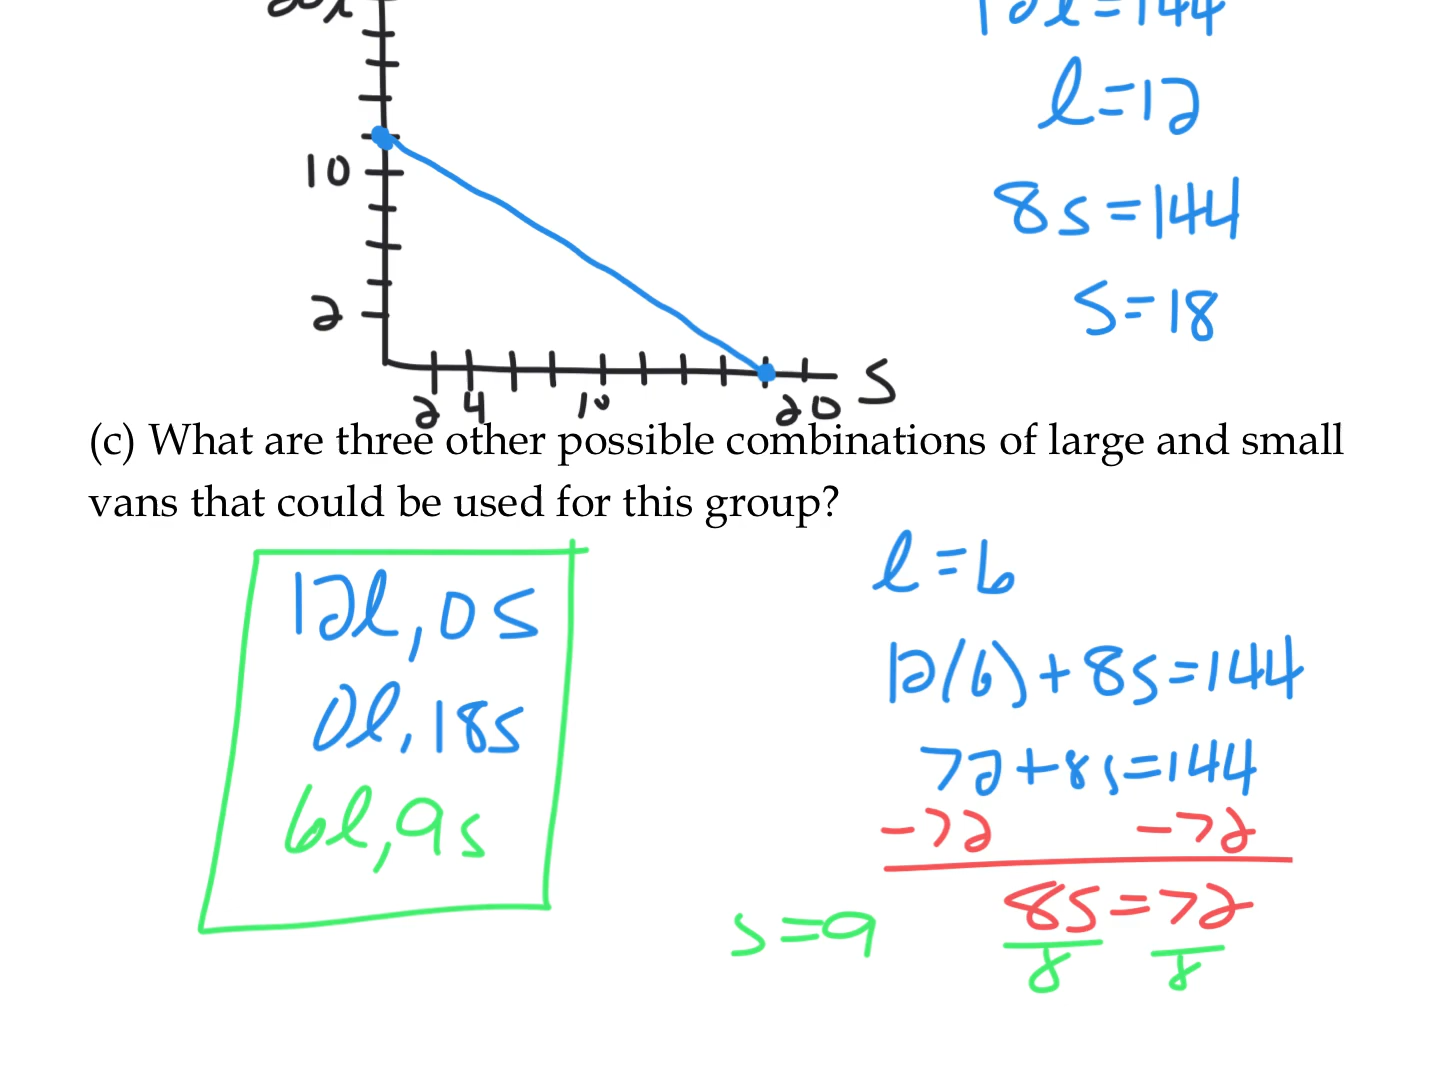 20l
12l=144
l=12
10
8s=144
2
s=18
2 4 10 20 S
(c) What are three other possible combinations of large and small
vans that could be used for this group?
l=6
12l, 0s
12(6)+8s=144
0l, 18s
72+8s=144
6l, 9s
-72 -72
8s=72
s=9
8 8